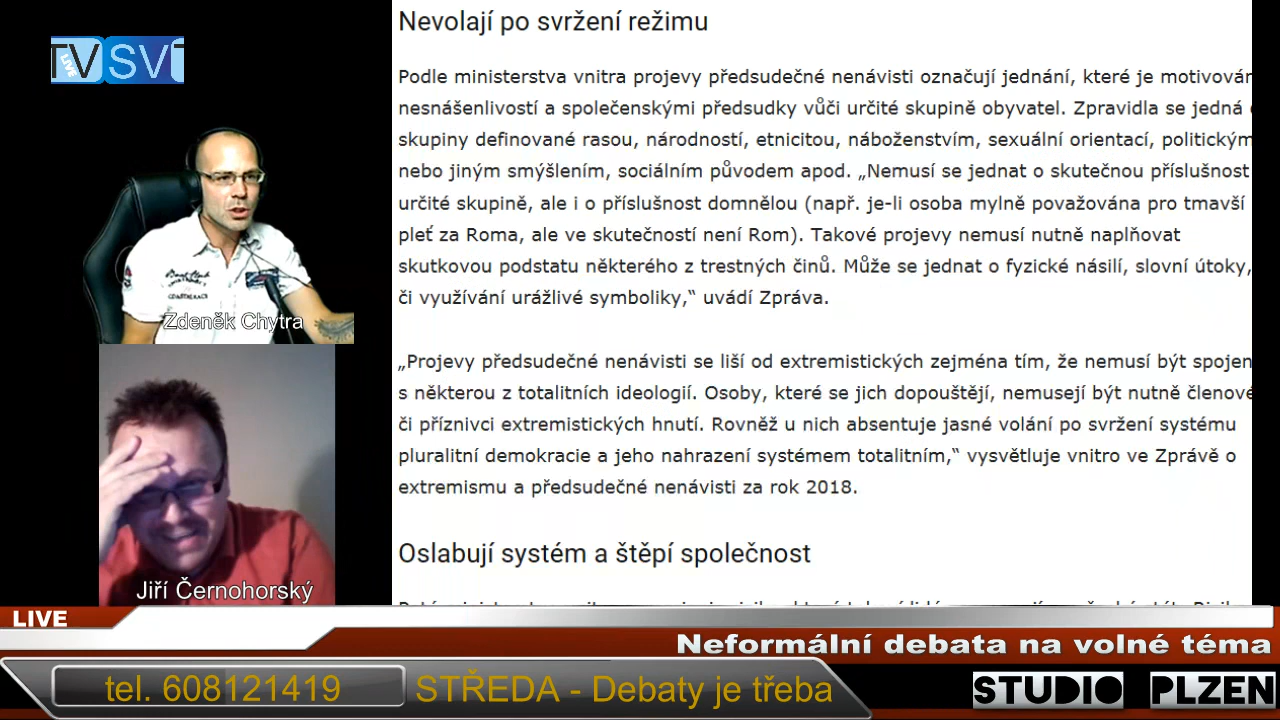 TV SVT
LIVE
Nevolají po svržení režimu
Podle ministerstva vnitra projevy předsudečné nenávisti označují jednání, které je
nesnášenlivostí a společenskými předsudky vůči určité skupině obyvatel. Zpravidla se jedná
skupiny definované rasou, národností, etnicitou, náboženstvím, sexuální orientací, politickým
nebo jiným smýšlením, sociálním původem apod. „Nemusí se jednat o skutečnou příslušnost
určité skupině, ale i o příslušnost domnělou (např. je-li osoba mylně považována pro tmavší
pleť za Roma, ale ve skutečností není Rom). Takové projevy nemusí nutně naplňovat
skutkovou podstatu některého z trestných činů. Může se jednat o fyzické násilí, slovní útoky,
či využívání urážlivé symboliky,“ uvádí Zpráva.
„Projevy předsudečné nenávisti se liší od extremistických zejména tím, že nemusí být spojen
s některou z totalitních ideologií. Osoby, které se jich dopouštějí, nemusejí být nutně členové
či příznivci extremistických hnutí. Rovněž u nich absentuje jasné volání po svržení systému
pluralitní demokracie a jeho nahrazení systémem totalitním,“ vysvětluje vnitro ve Zprávě o
extremismu a předsudečné nenávisti za rok 2018.
Oslabují systém a štěpí společnost
Zdeněk Chytra
Jiří Černohorský
LIVE
Neformální debata na volné téma
tel. 608121419
STŘEDA - Debaty je třeba
STUDIO PLZEN